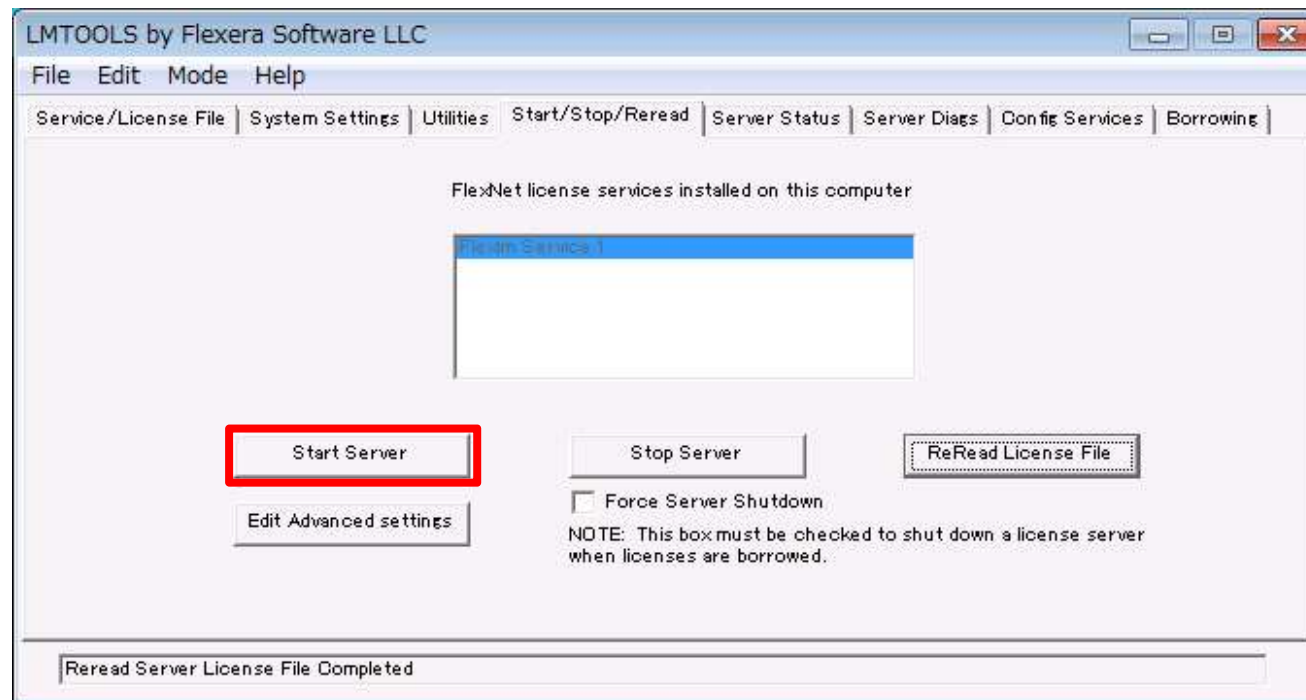 LMTOOLS by Flexera Software LLC
File Edit Mode Help
Service/License File System Settings Utilities Start/Stop/Reread Server Status Server Diags Config Services Borrowing
FlexNet license services installed on this computer
Flexlm Service 1
Start Server Stop Server ReRead License File
Force Server Shutdown
Edit Advanced settings
NOTE: This box must be checked to shut down a license server
when licenses are borrowed.
Reread Server License File Completed